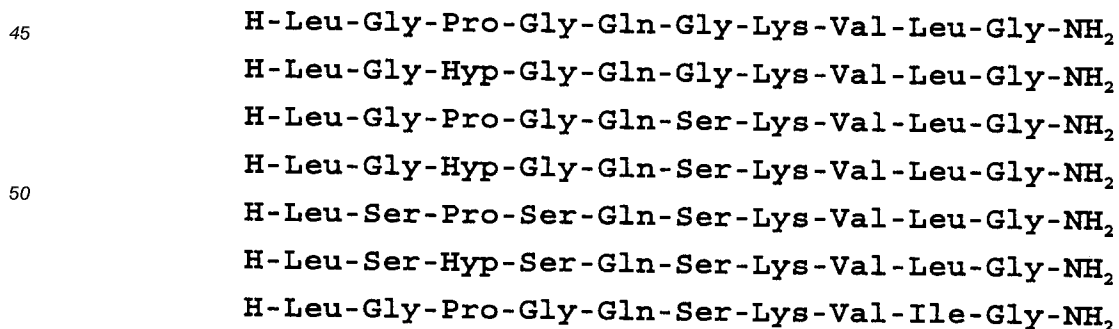 45 H-Leu-Gly-Pro-Gly-Gln-Gly-Lys-Val-Leu-Gly-NH₂
H-Leu-Gly-Hyp-Gly-Gln-Gly-Lys-Val-Leu-Gly-NH₂
H-Leu-Gly-Pro-Gly-Gln-Ser-Lys-Val-Leu-Gly-NH₂
H-Leu-Gly-Hyp-Gly-Gln-Ser-Lys-Val-Leu-Gly-NH₂
50 H-Leu-Ser-Pro-Ser-Gln-Ser-Lys-Val-Leu-Gly-NH₂
H-Leu-Ser-Hyp-Ser-Gln-Ser-Lys-Val-Leu-Gly-NH₂
H-Leu-Gly-Pro-Gly-Gln-Ser-Lys-Val-Ile-Gly-NH₂